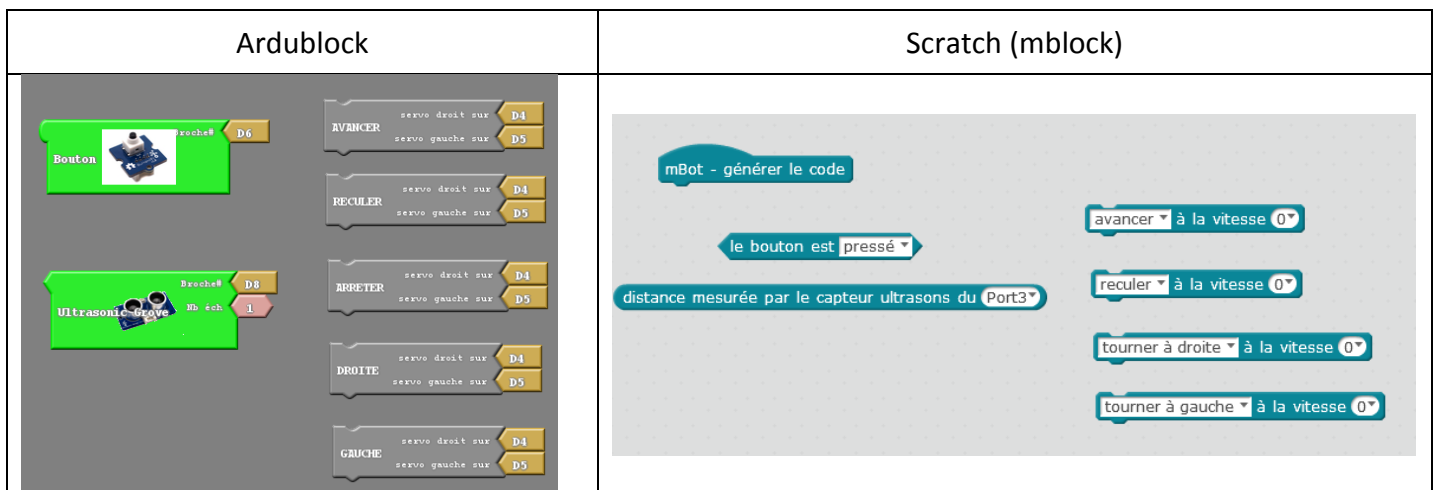 Ardublock
Scratch (mblock)
Broche# D6
Bouton
Broche# D8
Ultrasonic Grove Nb éch 1
AVANCER
servo droit sur D4
servo gauche sur D5
RECULER
servo droit sur D4
servo gauche sur D5
ARRETER
servo droit sur D4
servo gauche sur D5
DROITE
servo droit sur D4
servo gauche sur D5
GAUCHE
servo droit sur D4
servo gauche sur D5
mBot - générer le code
le bouton est pressé
distance mesurée par le capteur ultrasons du Port3
avancer à la vitesse 0
reculer à la vitesse 0
tourner à droite à la vitesse 0
tourner à gauche à la vitesse 0